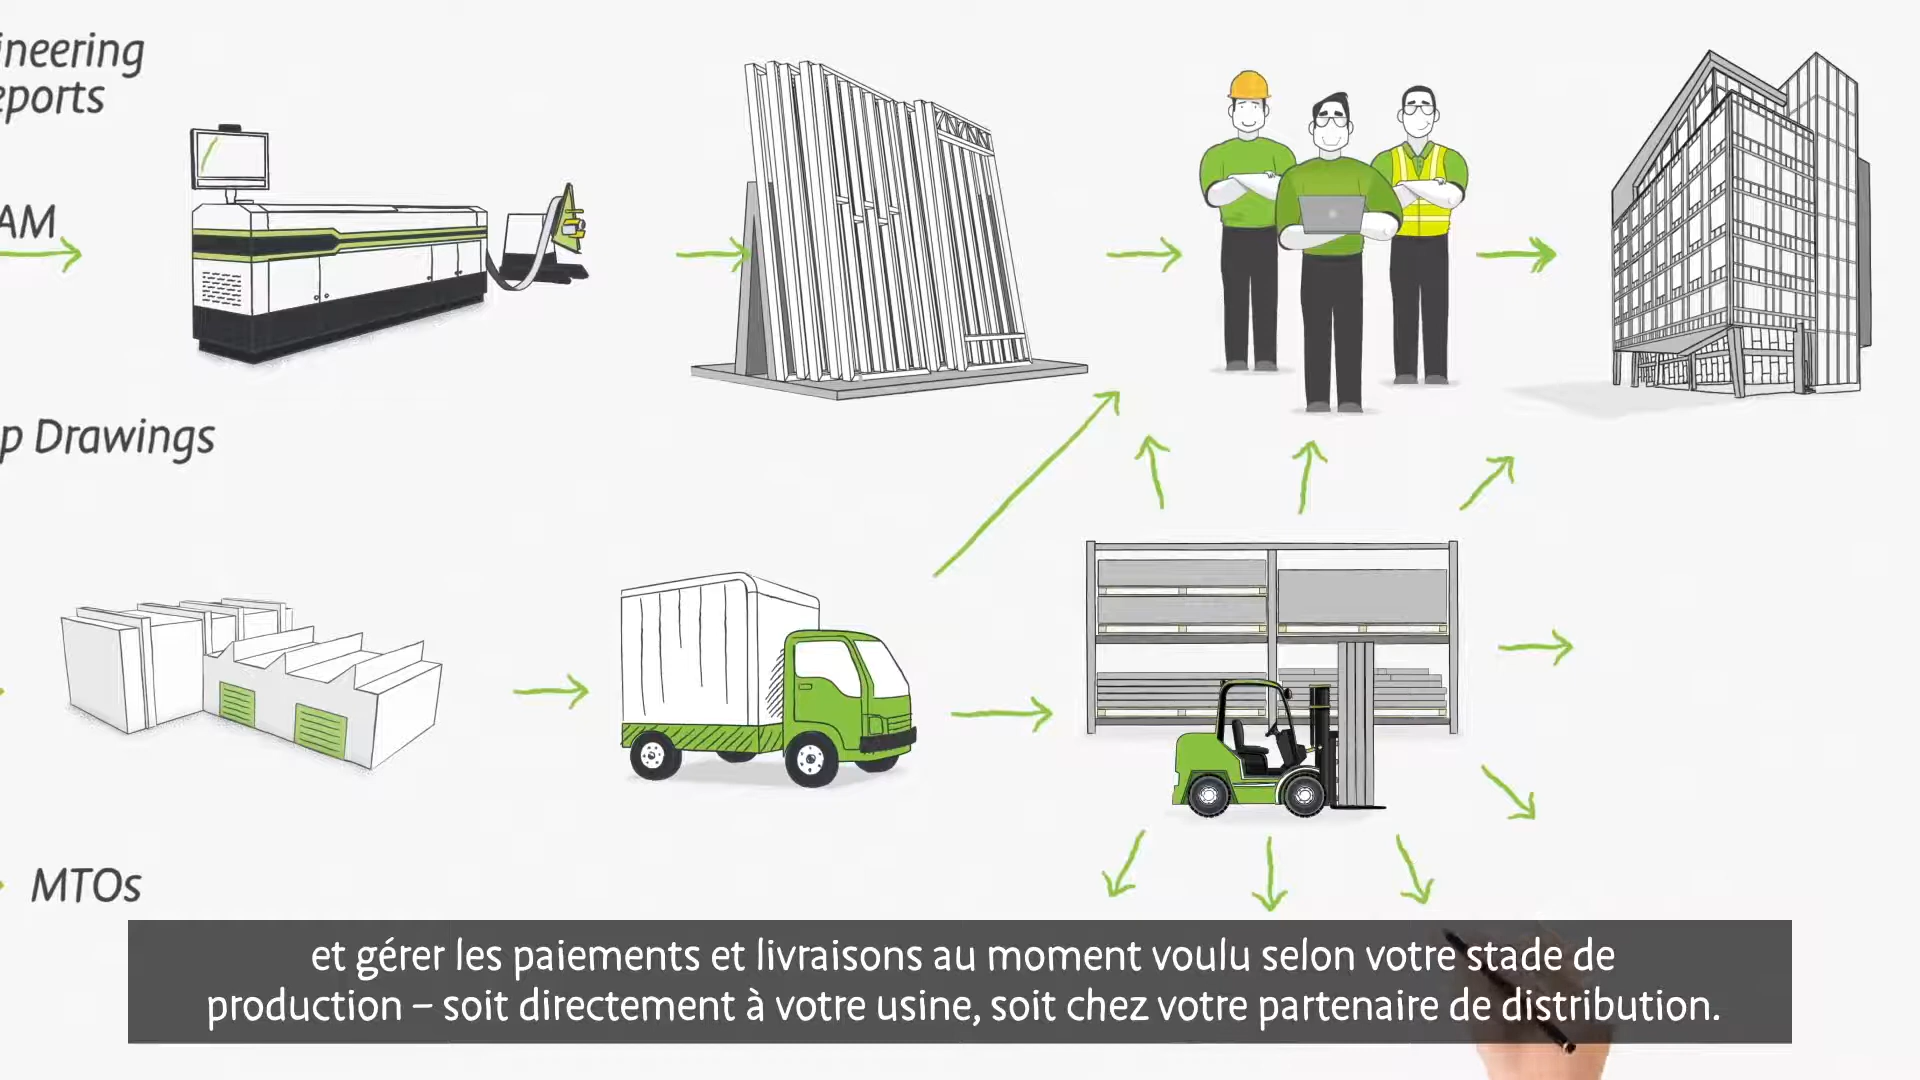 ineering
eports
AM
p Drawings
MTOs
et gérer les paiements et livraisons au moment voulu selon votre stade de
production – soit directement à votre usine, soit chez votre partenaire de distribution.